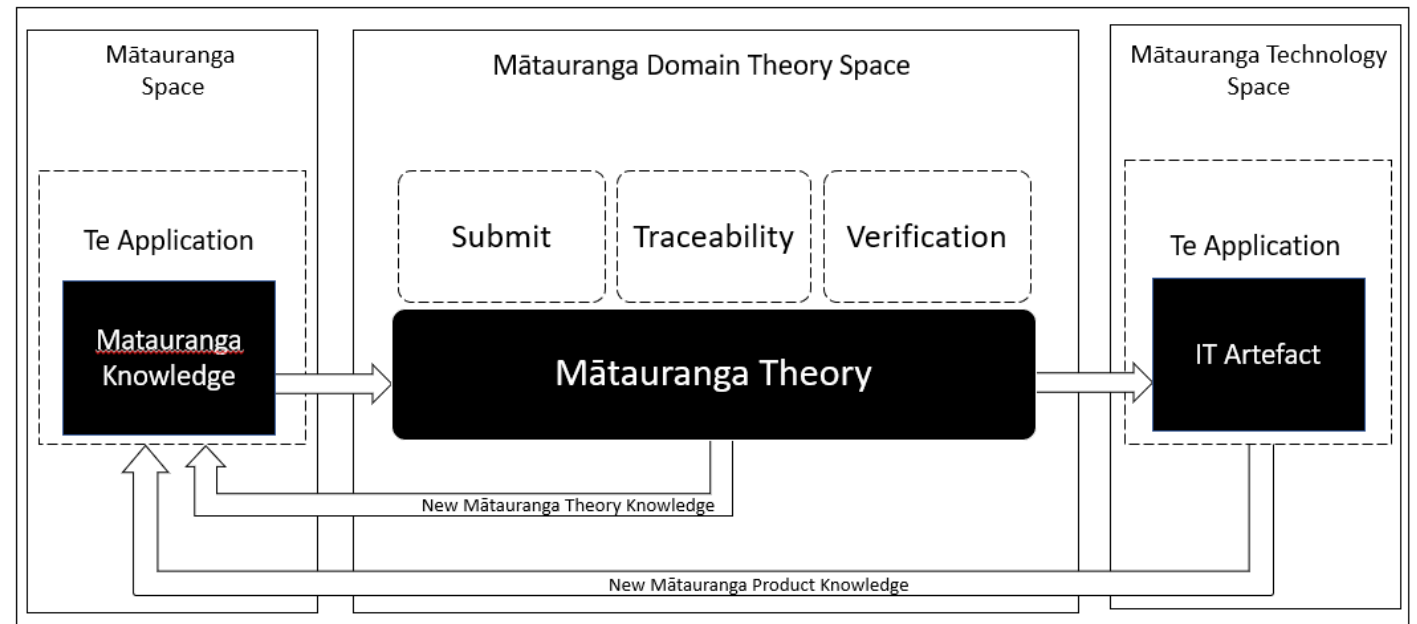 Mātauranga
Space
Mātauranga Domain Theory Space
Mātauranga Technology
Space
Te Application
Matauranga
Knowledge
Submit
Traceability
Verification
Mātauranga Theory
Te Application
IT Artefact
New Mātauranga Theory Knowledge
New Mātauranga Product Knowledge